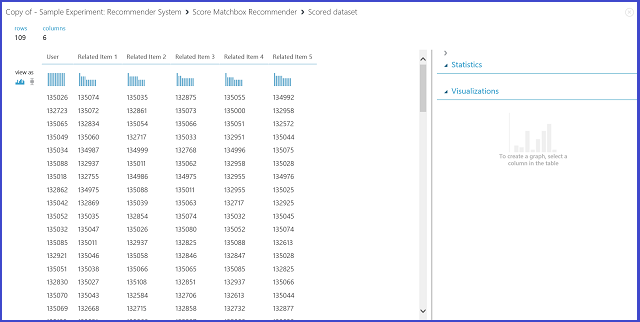 Copy of – Sample Experiment: Recommender System > Score Matchbox Recommender > Scored dataset
rows columns
109 6
User Related Item 1 Related Item 2 Related Item 3 Related Item 4 Related Item 5
view as
135026 135074 135035 132875 135055 134992
132723 135072 132861 135073 135000 132958
135065 132834 135054 135066 135051 132572
135049 135060 132717 135033 132951 135044
135034 134987 134999 132768 134996 135075
135088 132937 135011 135062 132958 135028
135018 132755 134986 134975 132955 134976
132862 134975 135088 135011 132955 135025
135042 132869 135039 135063 132717 132925
135052 135035 132854 135074 135032 135045
135032 135047 135026 135080 135052 135074
135085 135011 132937 132825 135088 132613
132921 135046 135058 132846 132847 135028
135051 135038 135066 135065 135085 132825
132830 135027 135108 132851 132937 135066
135070 135043 132584 132706 132613 135044
135069 132668 132715 132858 132732 132877
Statistics
Visualizations
To create a graph, select a
column in the table